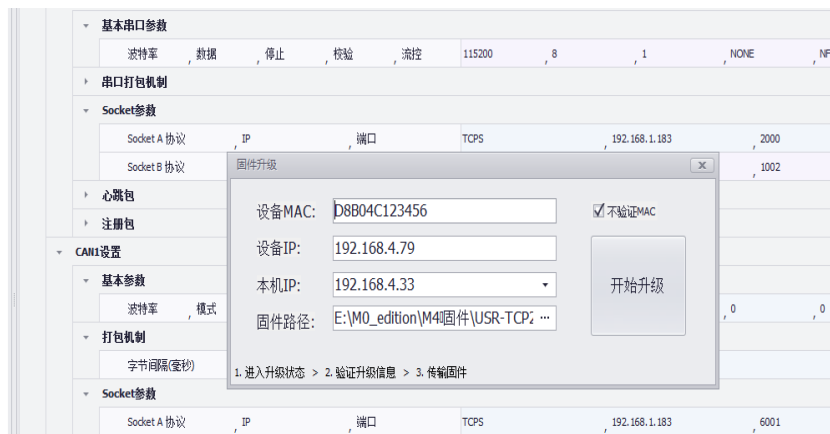 基本串口参数
波特率 , 数据 , 停止 , 校验 , 流控 115200 , 8 , 1 , NONE , NF
串口打包机制
Socket参数
Socket A 协议 , IP , 端口 TCPS , 192.168.1.183 , 2000
Socket B 协议 , 1002
固件升级
心跳包
注册包
设备MAC: D8B04C123456 不验证MAC
设备IP: 192.168.4.79
本机IP: 192.168.4.33
固件路径: E:\M0_edition\M4固件\USR-TCP2 ...
开始升级
1. 进入升级状态 > 2. 验证升级信息 > 3. 传输固件
CAN1设置
基本参数
波特率 , 模式 , 0 , 0
打包机制
字节间隔(毫秒)
Socket参数
Socket A 协议 , IP , 端口 TCPS , 192.168.1.183 , 6001